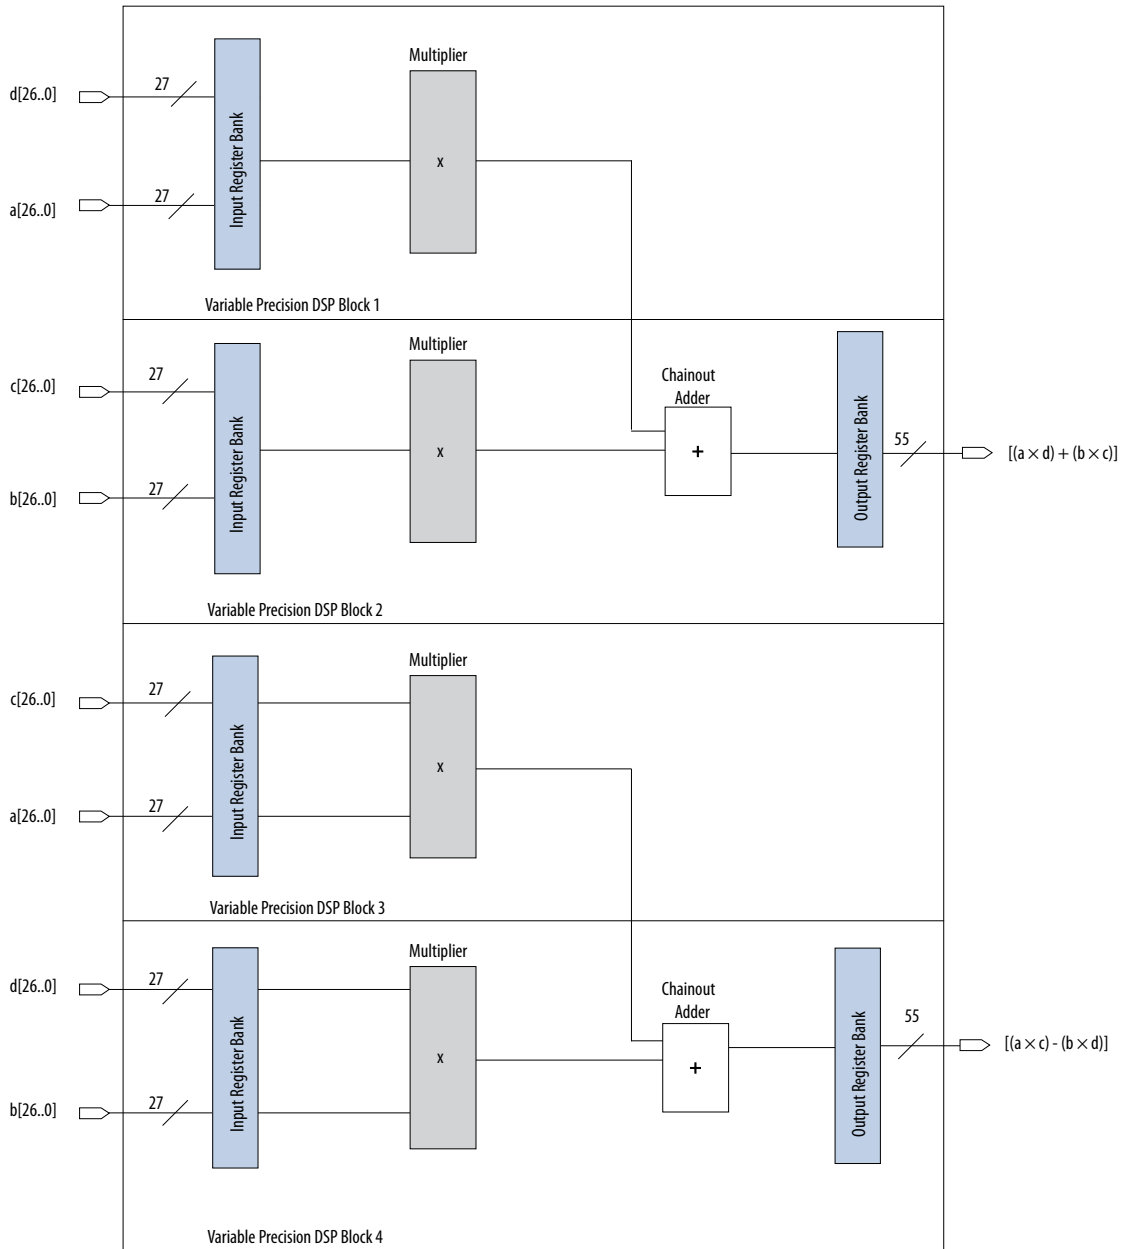 d[26..0]
27
a[26..0]
27
Input Register Bank
Multiplier
x
Variable Precision DSP Block 1
c[26..0]
27
b[26..0]
27
Input Register Bank
Multiplier
x
Chainout
Adder
+
Output Register Bank
55
[(a × d) + (b × c)]
Variable Precision DSP Block 2
c[26..0]
27
a[26..0]
27
Input Register Bank
Multiplier
x
Variable Precision DSP Block 3
d[26..0]
27
b[26..0]
27
Input Register Bank
Multiplier
x
Chainout
Adder
+
Output Register Bank
55
[(a × c) - (b × d)]
Variable Precision DSP Block 4